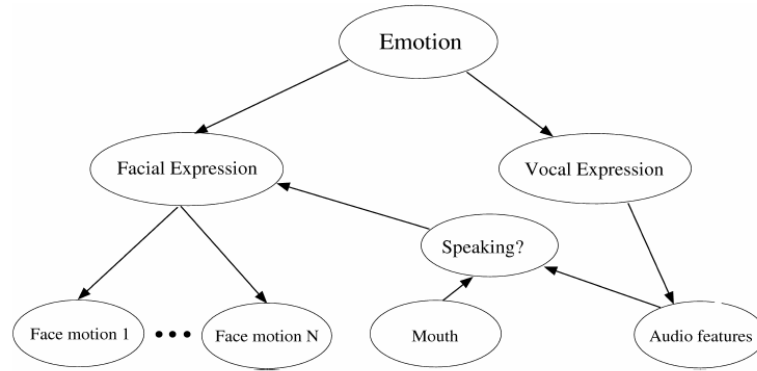 Emotion
Facial Expression
Vocal Expression
Speaking?
Face motion 1
Face motion N
Mouth
Audio features